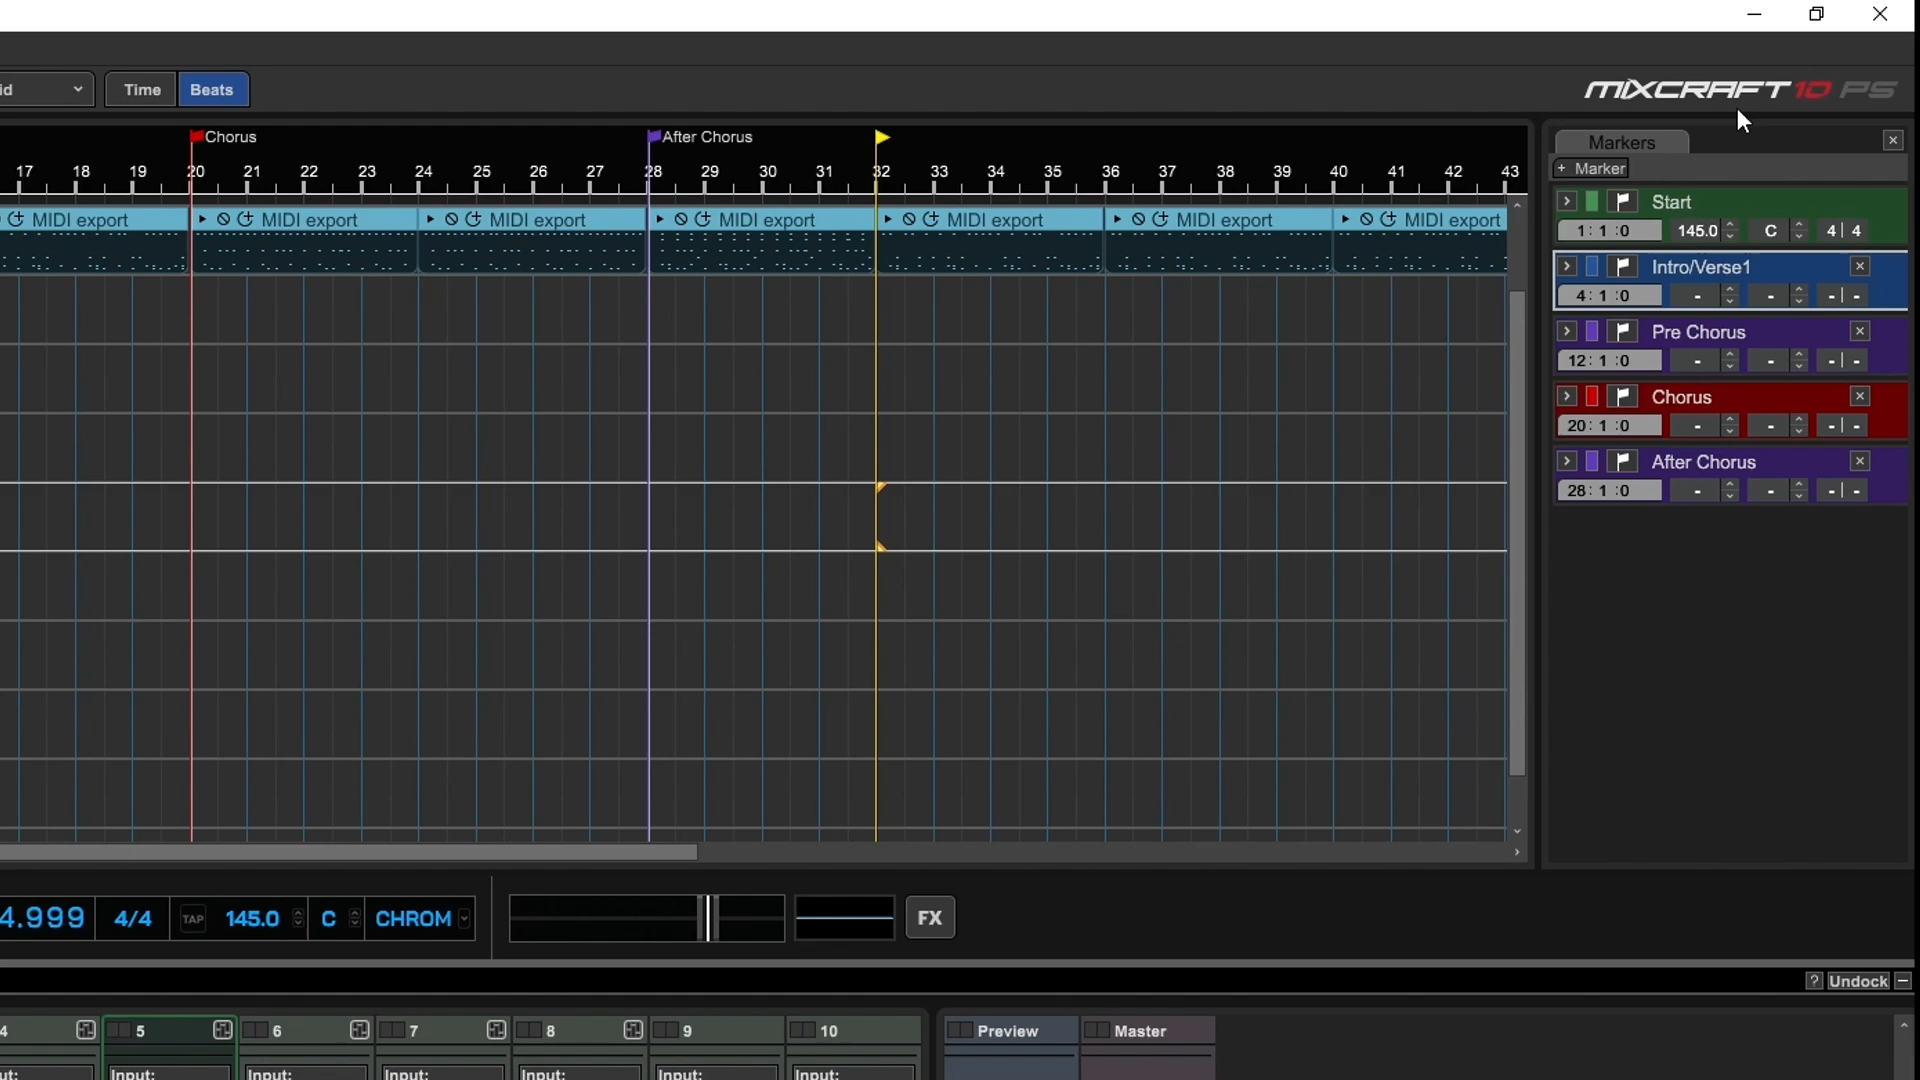 id Time Beats MIXCRAFT 10 PS
Chorus After Chorus
17 18 19 20 21 22 23 24 25 26 27 28 29 30 31 32 33 34 35 36 37 38 39 40 41 42 43
MIDI export MIDI export MIDI export MIDI export MIDI export MIDI export MIDI export
Markers
+ Marker
Start
1: 1 :0 145.0 C 4| 4
Intro/Verse1
4: 1 :0 - - -| -
Pre Chorus
12: 1 :0 - - -| -
Chorus
20: 1 :0 - - -| -
After Chorus
28: 1 :0 - - -| -
4.999 4/4 TAP 145.0 C CHROM FX
? Undock
4 5 6 7 8 9 10 Preview Master
ut: Input: Input: Input: Input: Input: Input: